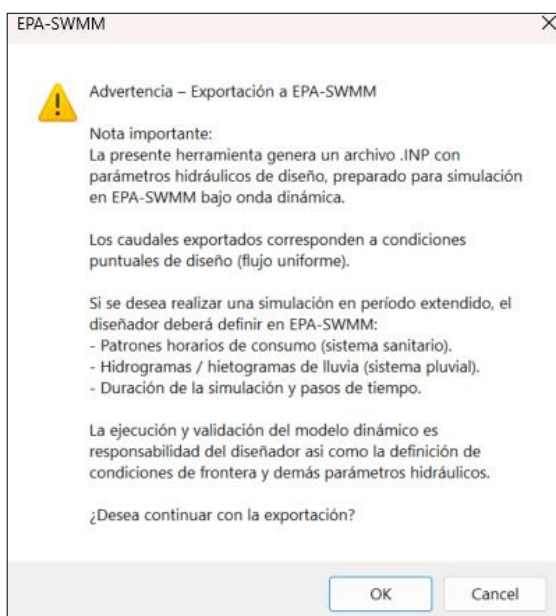 EPA-SWMM
Advertencia – Exportación a EPA-SWMM
Nota importante:
La presente herramienta genera un archivo .INP con
parámetros hidráulicos de diseño, preparado para simulación
en EPA-SWMM bajo onda dinámica.
Los caudales exportados corresponden a condiciones
puntuales de diseño (flujo uniforme).
Si se desea realizar una simulación en período extendido, el
diseñador deberá definir en EPA-SWMM:
- Patrones horarios de consumo (sistema sanitario).
- Hidrogramas / hietogramas de lluvia (sistema pluvial).
- Duración de la simulación y pasos de tiempo.
La ejecución y validación del modelo dinámico es
responsabilidad del diseñador asi como la definición de
condiciones de frontera y demás parámetros hidráulicos.
¿Desea continuar con la exportación?
OK Cancel